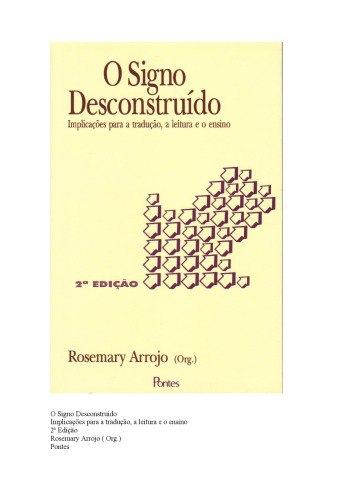 O Signo
Desconstruído
Implicações para a tradução, a leitura e o ensino
2ª EDIÇÃO
Rosemary Arrojo (Org.)
Pontes
O Signo Desconstruido
Implicações para a tradução, a leitura e o ensino
2ª Edição
Rosemary Arrojo ( Org.)
Pontes